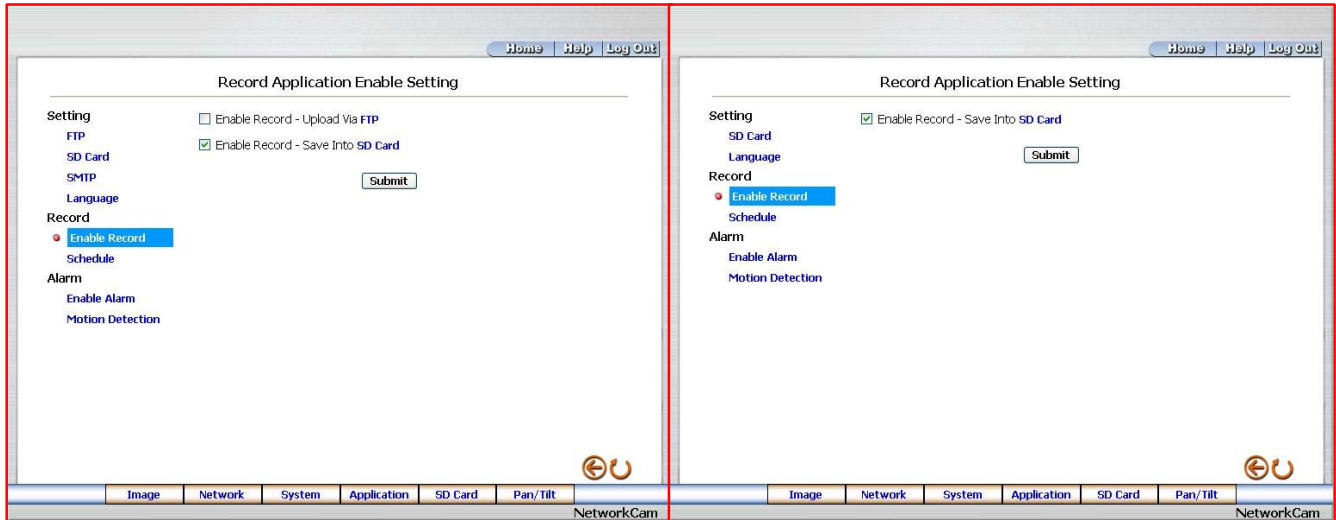 Home Help Log Out
Record Application Enable Setting
Setting
FTP
SD Card
SMTP
Language
Record
Enable Record
Schedule
Alarm
Enable Alarm
Motion Detection
Enable Record - Upload Via FTP
Enable Record - Save Into SD Card
Submit
Image Network System Application SD Card Pan/Tilt
NetworkCam
Home Help Log Out
Record Application Enable Setting
Setting
SD Card
Language
Record
Enable Record
Schedule
Alarm
Enable Alarm
Motion Detection
Enable Record - Save Into SD Card
Submit
Image Network System Application SD Card Pan/Tilt
NetworkCam